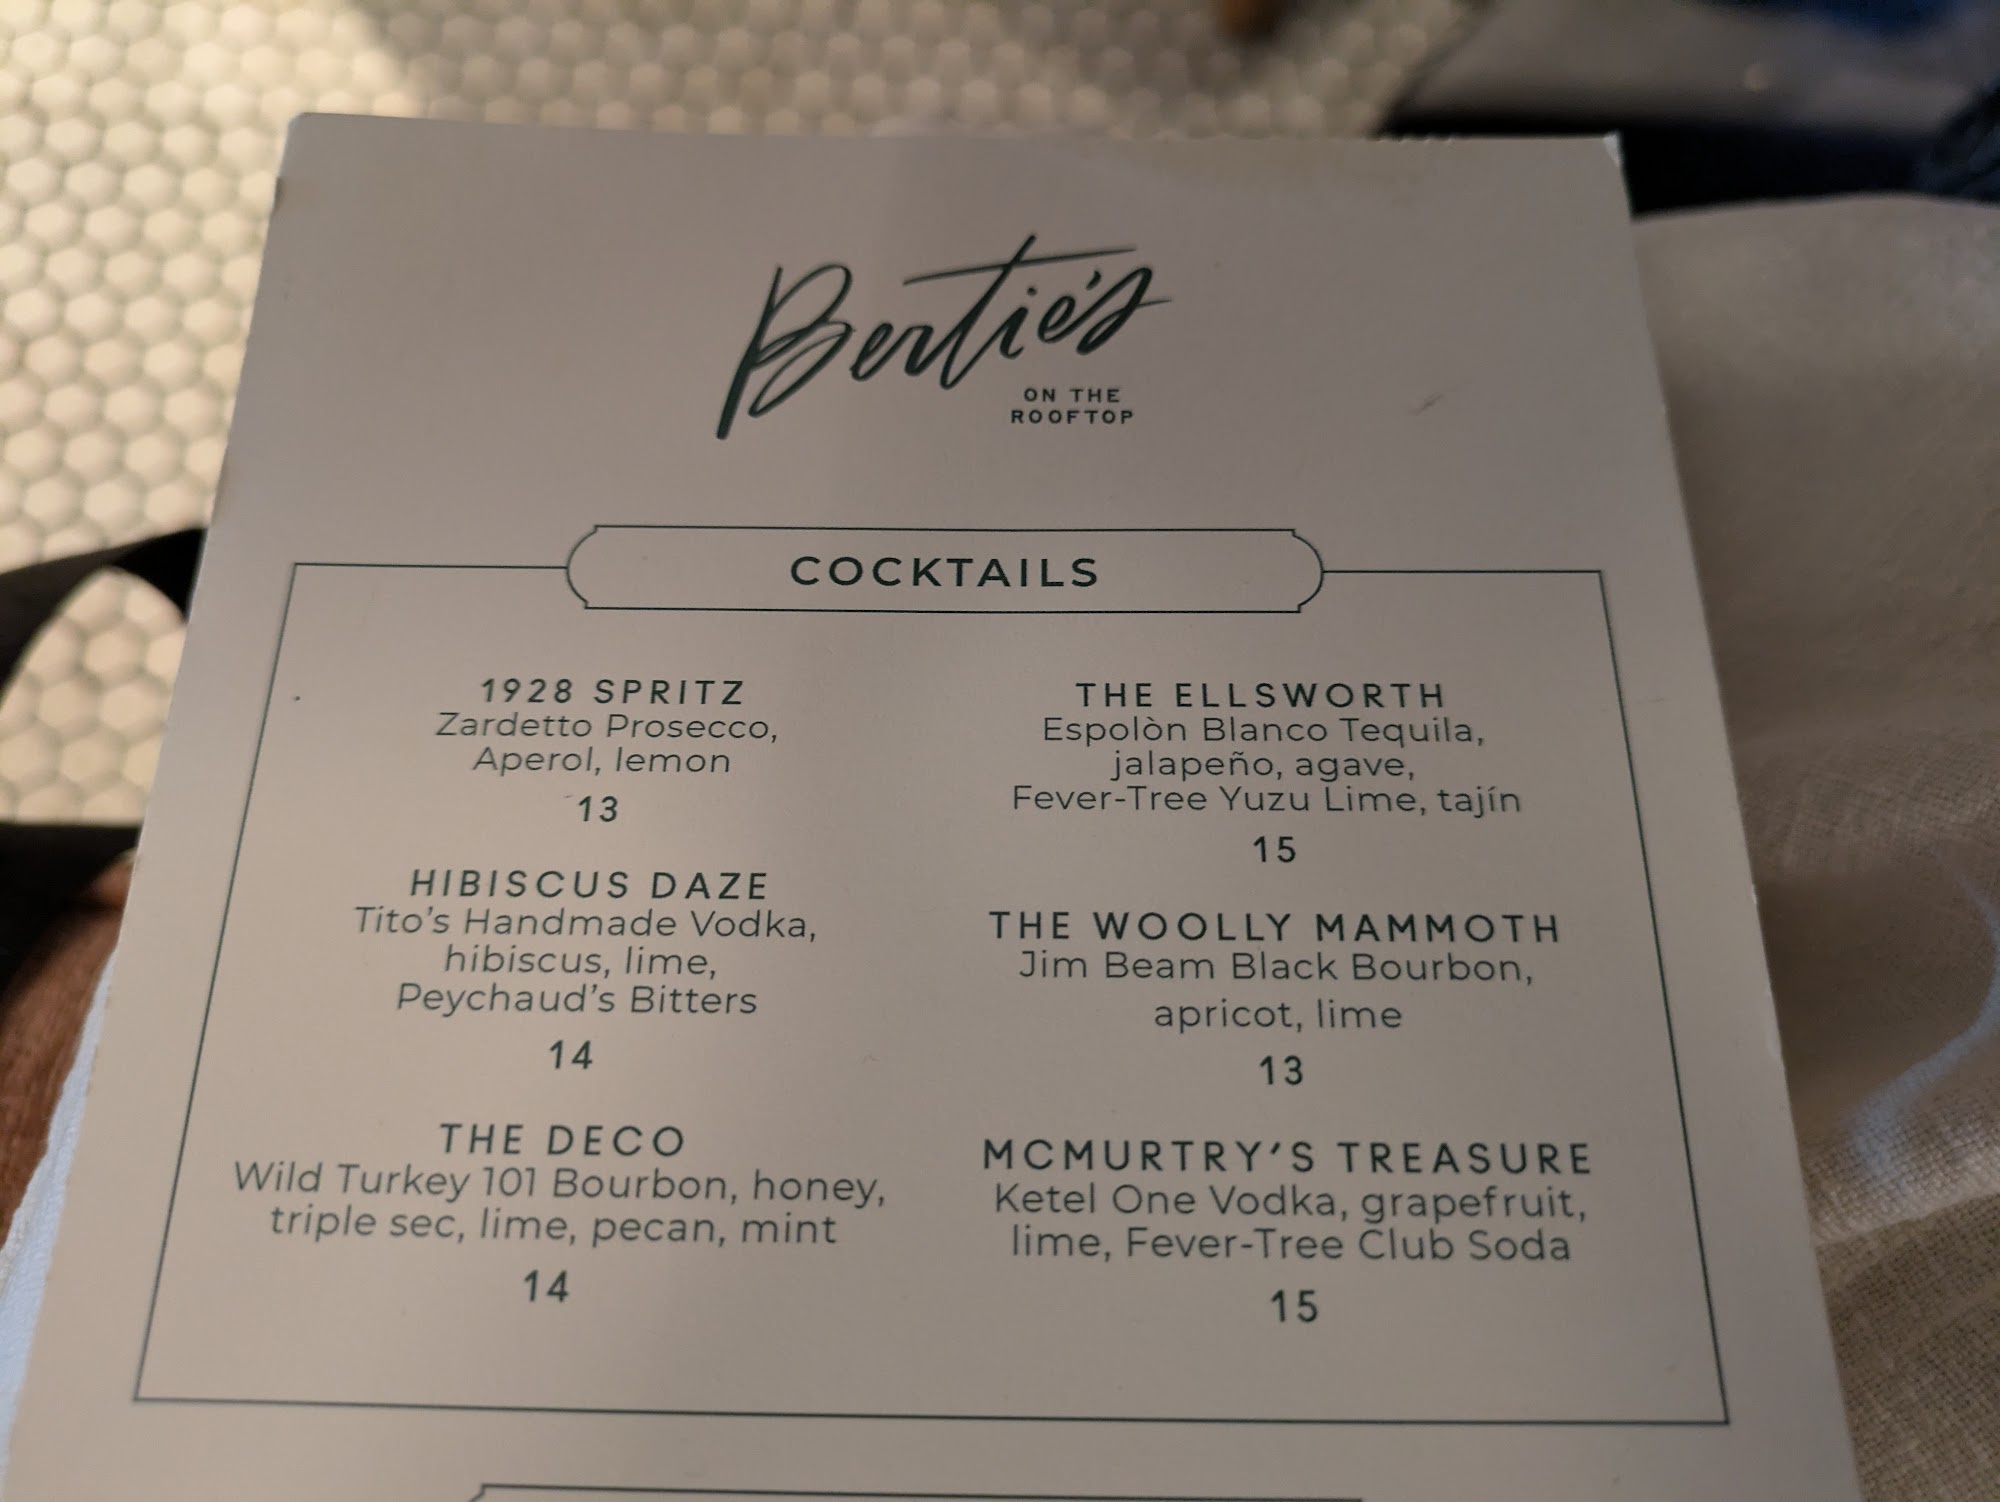 Bertie's
ON THE
ROOFTOP
COCKTAILS
1928 SPRITZ
Zardetto Prosecco,
Aperol, lemon
13
HIBISCUS DAZE
Tito's Handmade Vodka,
hibiscus, lime,
Peychaud's Bitters
14
THE DECO
Wild Turkey 101 Bourbon, honey,
triple sec, lime, pecan, mint
14
THE ELLSWORTH
Espolòn Blanco Tequila,
jalapeño, agave,
Fever-Tree Yuzu Lime, tajín
15
THE WOOLLY MAMMOTH
Jim Beam Black Bourbon,
apricot, lime
13
MCMURTRY'S TREASURE
Ketel One Vodka, grapefruit,
lime, Fever-Tree Club Soda
15